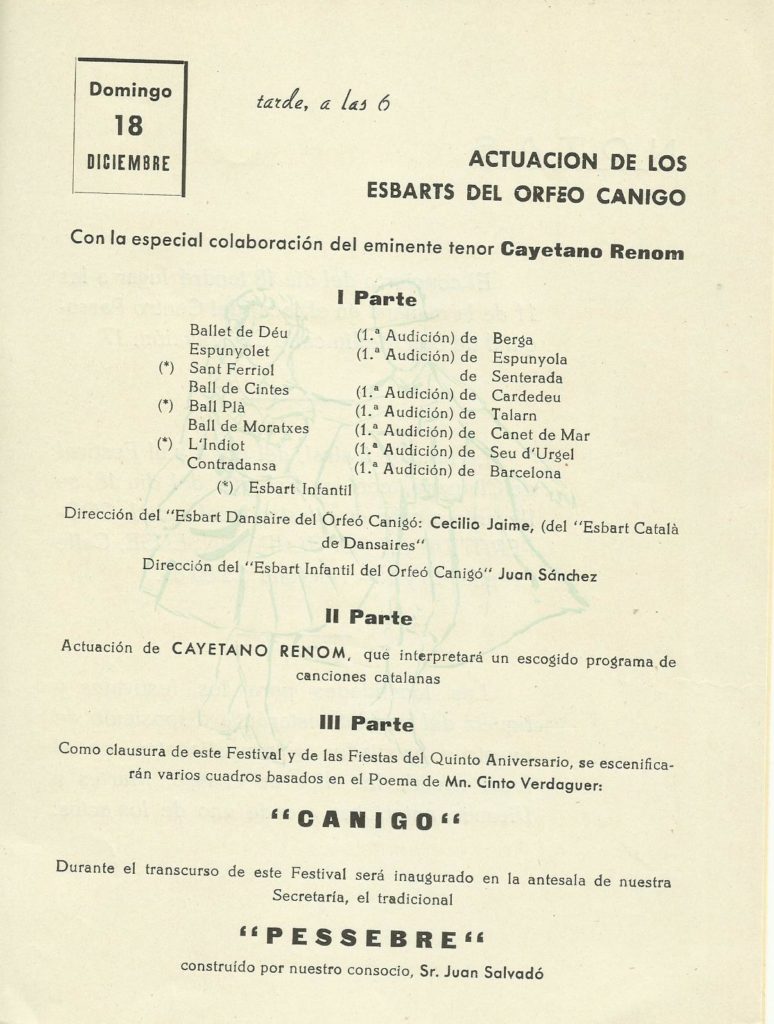 Domingo
18
DICIEMBRE
tarde, a las 6
ACTUACION DE LOS
ESBARTS DEL ORFEO CANIGO
Con la especial colaboración del eminente tenor Cayetano Renom
I Parte
Ballet de Déu (1.ª Audición) de Berga
Espunyolet (1.ª Audición) de Espunyola
(*) Sant Ferriol de Senterada
Ball de Cintes (1.ª Audición) de Cardedeu
(*) Ball Plà (1.ª Audición) de Talarn
Ball de Moratxes (1.ª Audición) de Canet de Mar
(*) L'Indiot (1.ª Audición) de Seu d'Urgel
Contradansa (1.ª Audición) de Barcelona
(*) Esbart Infantil
Dirección del "Esbart Dansaire del Orfeó Canigó: Cecilio Jaime, (del "Esbart Català
de Dansaires"
Dirección del "Esbart Infantil del Orfeó Canigó" Juan Sánchez
II Parte
Actuación de CAYETANO RENOM, que interpretará un escogido programa de
canciones catalanas
III Parte
Como clausura de este Festival y de las Fiestas del Quinto Aniversario, se escenifica-
rán varios cuadros basados en el Poema de Mn. Cinto Verdaguer:
"CANIGO"
Durante el transcurso de este Festival será inaugurado en la antesala de nuestra
Secretaría, el tradicional
"PESSEBRE"
construído por nuestro consocio, Sr. Juan Salvadó